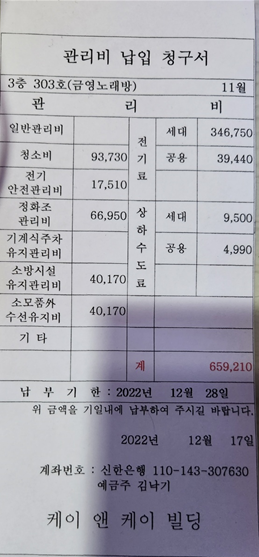 관리비 납입 청구서
3층 303호(금영노래방) 11월
관 리 비
일반관리비 전기료 세대 346,750
청소비 93,730 공용 39,440
전기
안전관리비 17,510
정화조
관리비 66,950 상하수도료 세대 9,500
기계식주차
유지관리비 공용 4,990
소방시설
유지관리비 40,170
소모품外
수선유지비 40,170
기 타
계 659,210
납 부 기 한 : 2022년 12월 28일
위 금액을 기일내에 납부하여 주시길 바랍니다.
2022년 12월 17일
계좌번호 : 신한은행 110-143-307630
예금주 김낙기
케이 앤 케이 빌딩